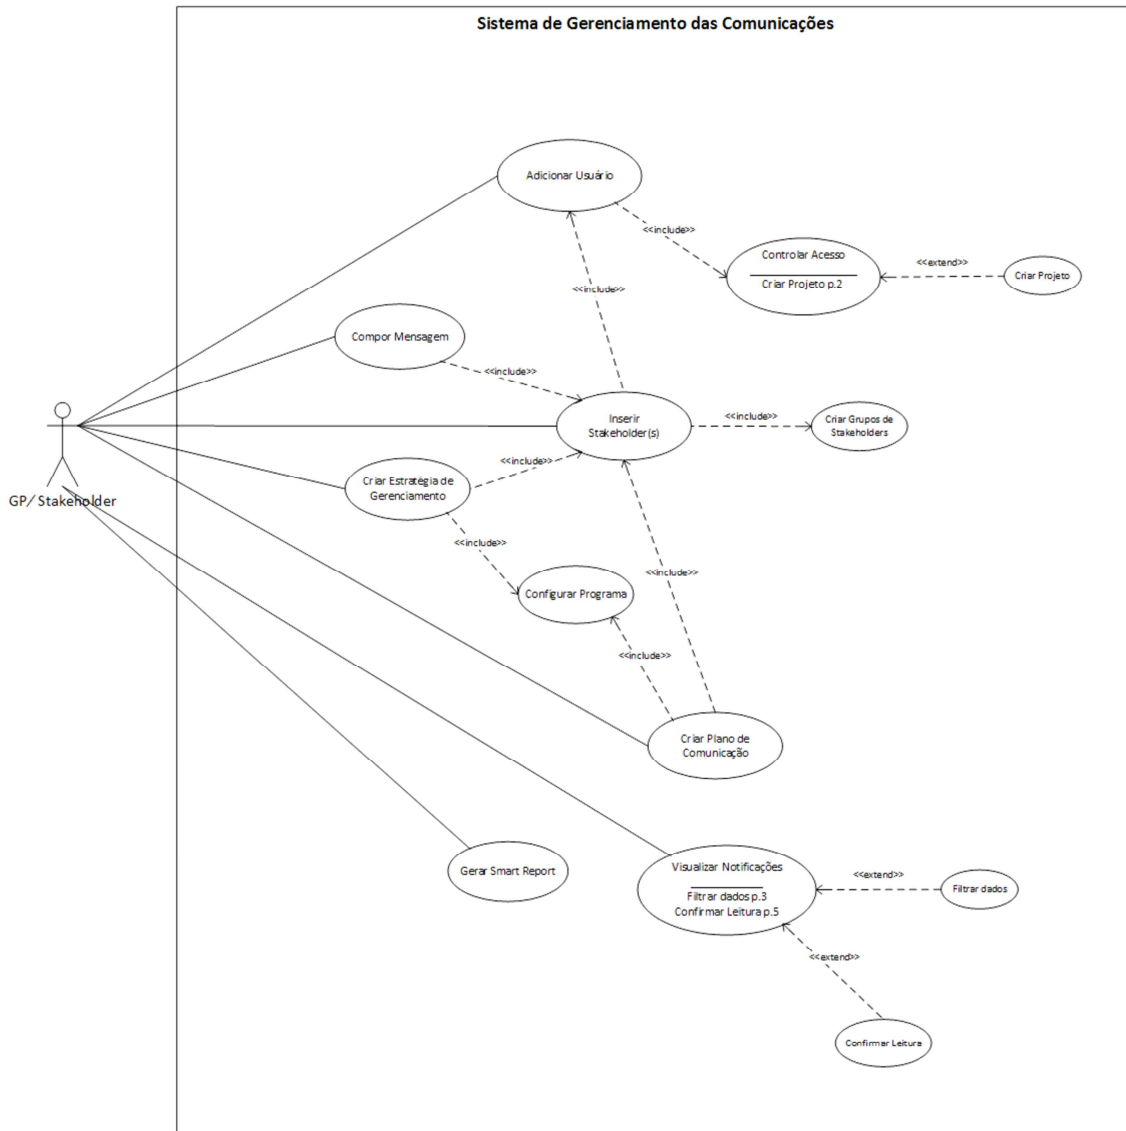 Sistema de Gerenciamento das Comunicações
Adicionar Usuário
<<include>>
Controlar Acesso
Criar Projeto p.2
<<extend>>
Criar Projeto
<<include>>
Compor Mensagem
<<include>>
Inserir
Stakeholder(s)
<<include>>
Criar Grupos de
Stakeholders
GP/Stakeholder
Criar Estratégia de
Gerenciamento
<<include>>
<<include>>
Configurar Programa
<<include>>
<<include>>
Criar Plano de
Comunicação
Gerar Smart Report
Visualizar Notificações
Filtrar dados p.3
Confirmar Leitura p.5
<<extend>>
Filtrar dados
<<extend>>
Confirmar Leitura